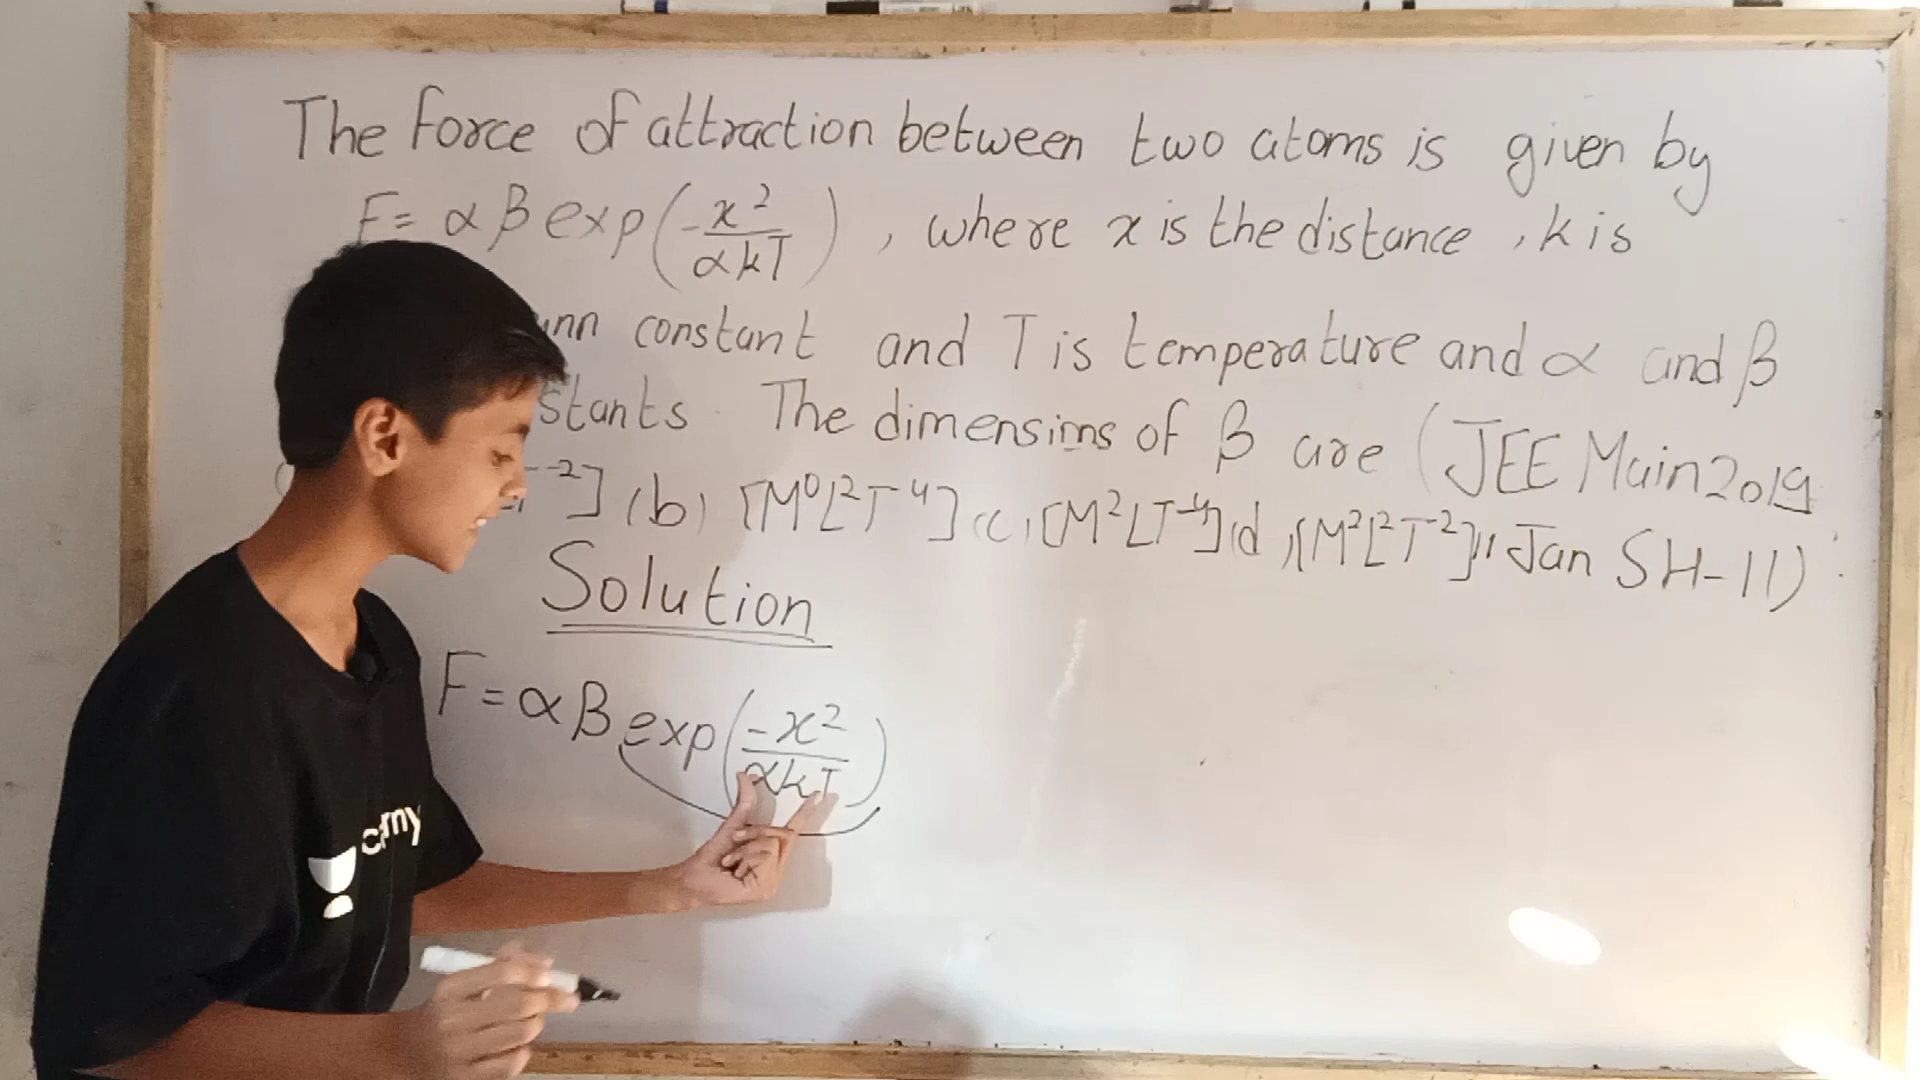 The Force of attraction between two atoms is given by
F = αβ exp(-x²/αkT), where x is the distance, k is
constant and T is temperature and α and β
The dimensions of β are (JEE Main 2019
⁻²] (b) [M⁰L²T⁻⁴] (c) [M²LT⁻⁴] (d) [M²L²T⁻²] 11 Jan SH-II)
Solution
F = αβ exp(-x²/αkT)